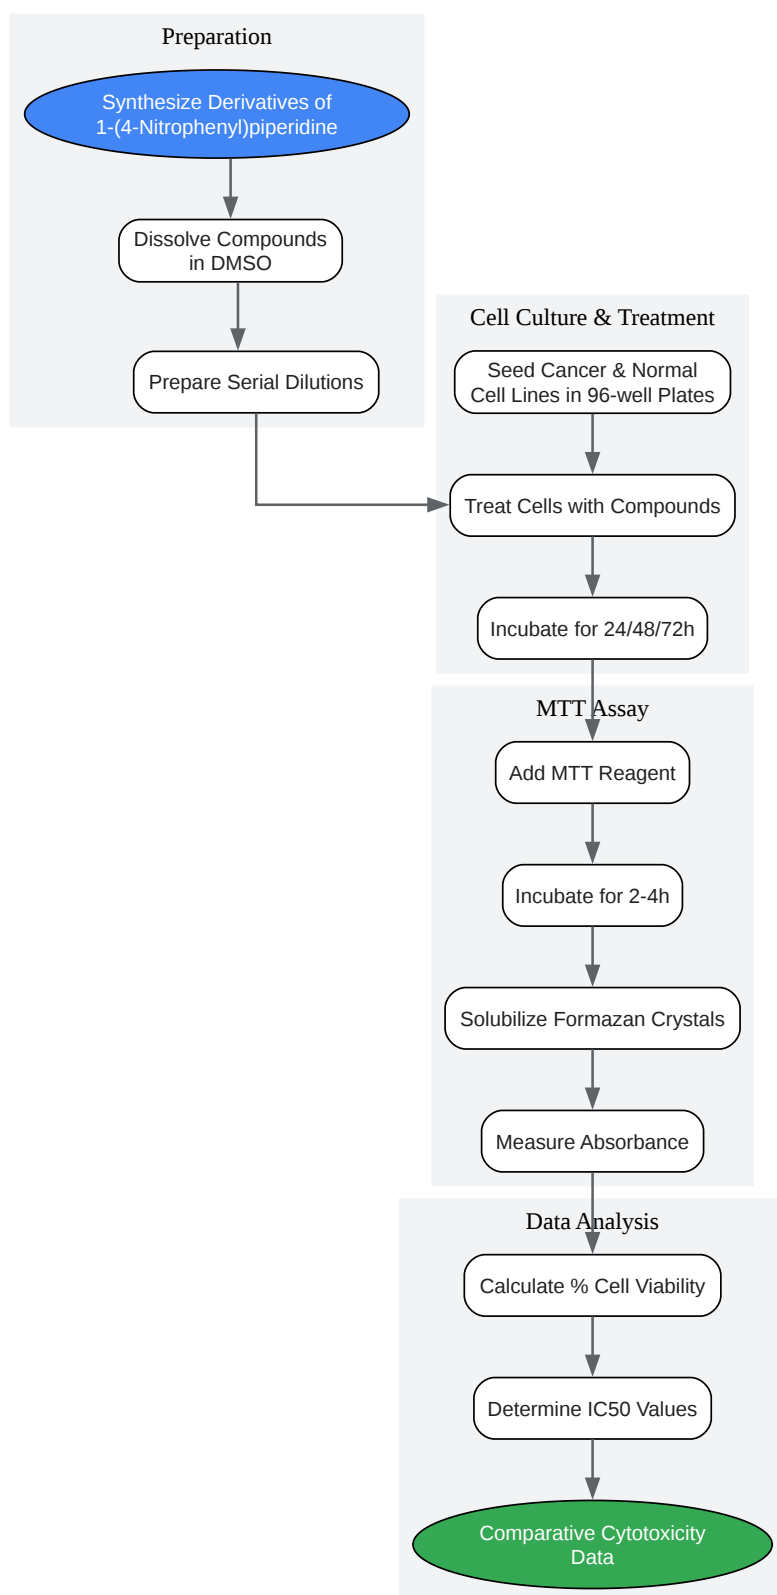 Preparation
Synthesize Derivatives of
1-(4-Nitrophenyl)piperidine
Dissolve Compounds
in DMSO
Prepare Serial Dilutions
Cell Culture & Treatment
Seed Cancer & Normal
Cell Lines in 96-well Plates
Treat Cells with Compounds
Incubate for 24/48/72h
MTT Assay
Add MTT Reagent
Incubate for 2-4h
Solubilize Formazan Crystals
Measure Absorbance
Data Analysis
Calculate % Cell Viability
Determine IC50 Values
Comparative Cytotoxicity
Data